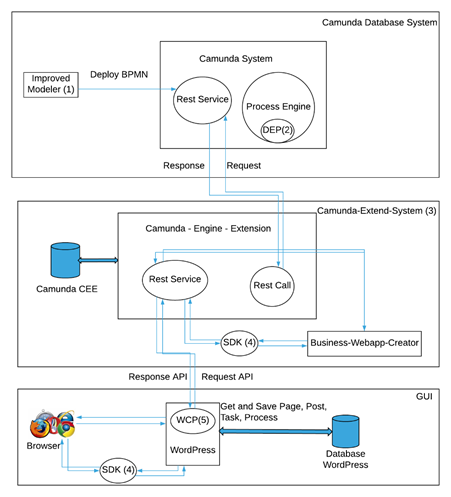 Camunda Database System
Camunda System
Improved
Modeler (1)
Deploy BPMN
Rest Service
Process Engine
DEP(2)
Response
Request
Camunda-Extend-System (3)
Camunda - Engine - Extension
Camunda CEE
Rest Service
Rest Call
SDK (4)
Business-Webapp-Creator
Response API
Request API
GUI
Get and Save Page, Post,
Task, Process
WCP(5)
WordPress
Browser
SDK (4)
Database
WordPress